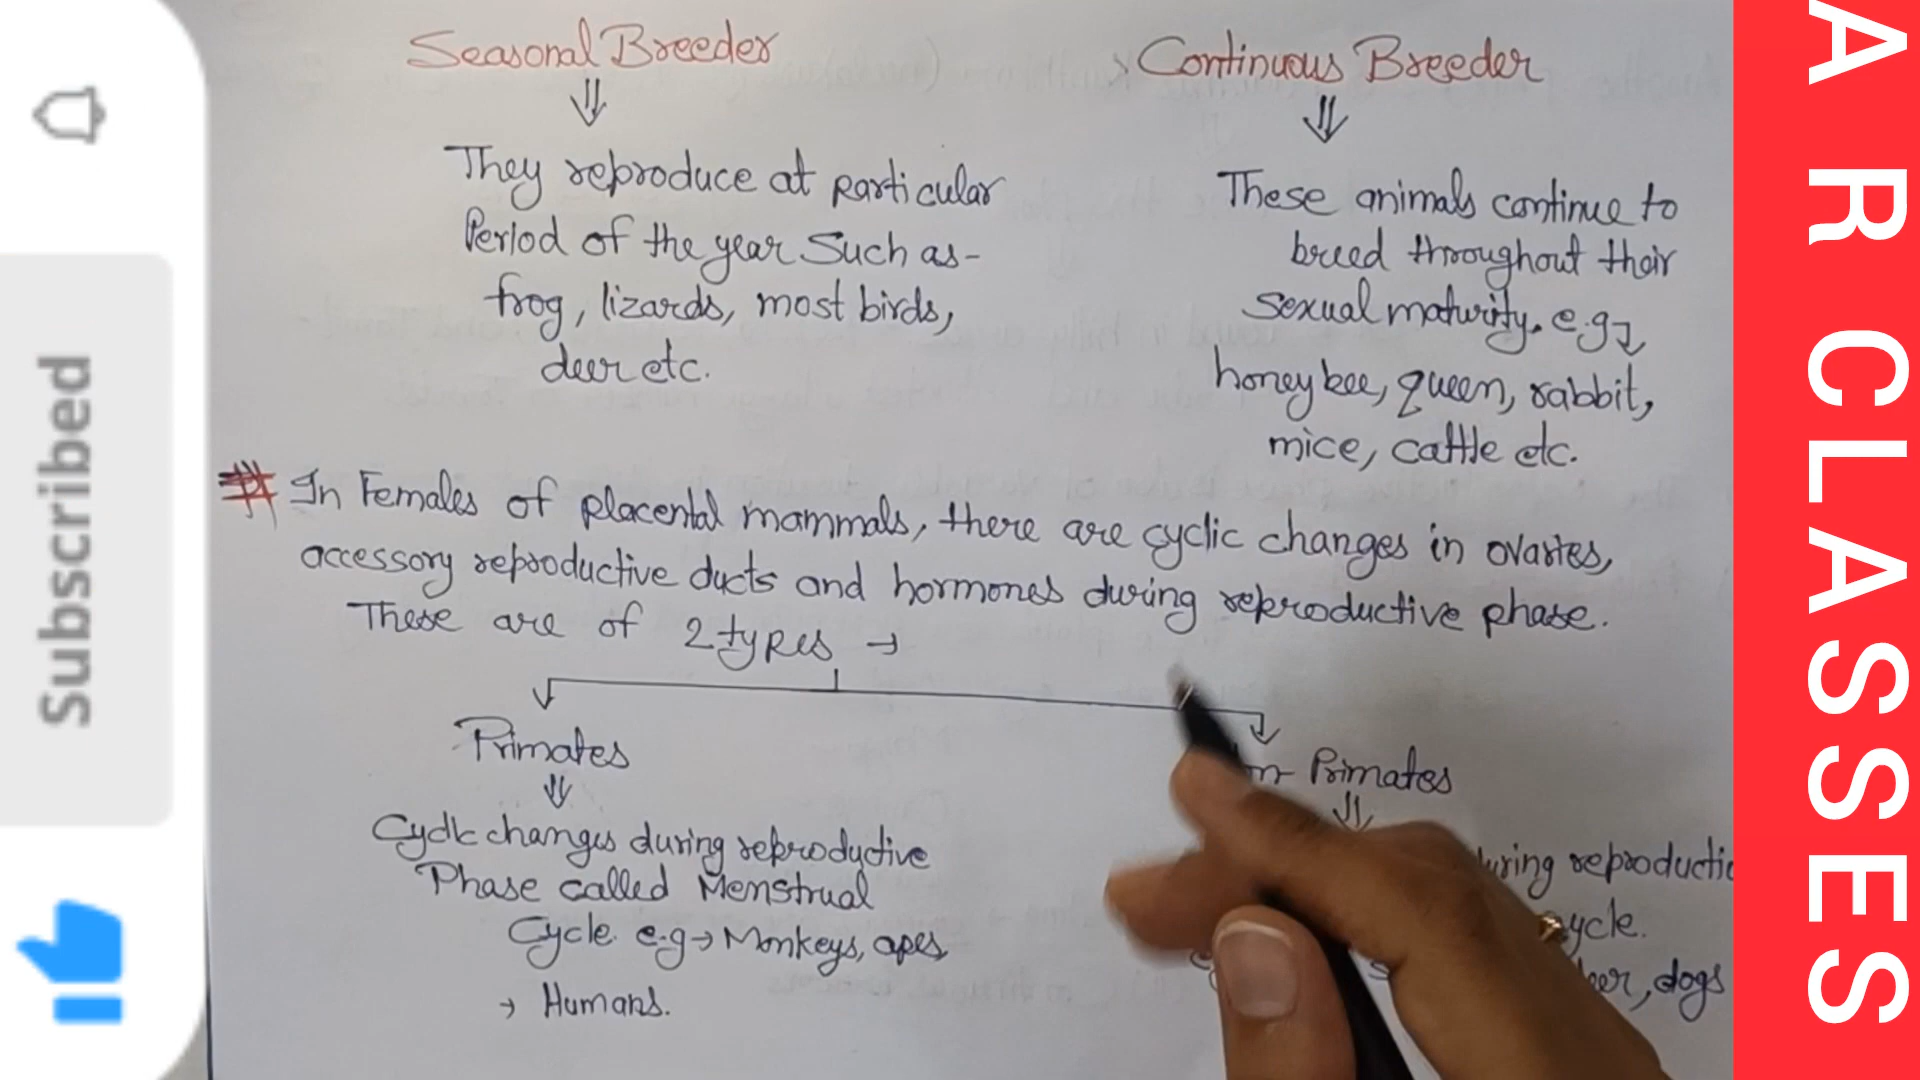 Seasonal Breeder
They reproduce at particular
Period of the year Such as-
frog, lizards, most birds,
deer etc.
Continuous Breeder
These animals continue to
breed throughout their
sexual maturity. e.g →
honey bee, queen, rabbit,
mice, cattle etc.
# In Females of placental mammals, there are cyclic changes in ovaries,
accessory reproductive ducts and hormones during reproductive phase.
These are of 2 types →
Primates
Cyclic changes during reproductive
Phase called Menstrual
Cycle. e.g → Monkeys, apes,
→ Humans.
Primates
during reproductive
cycle.
deer, dogs
Subscribed
A R CLASSES